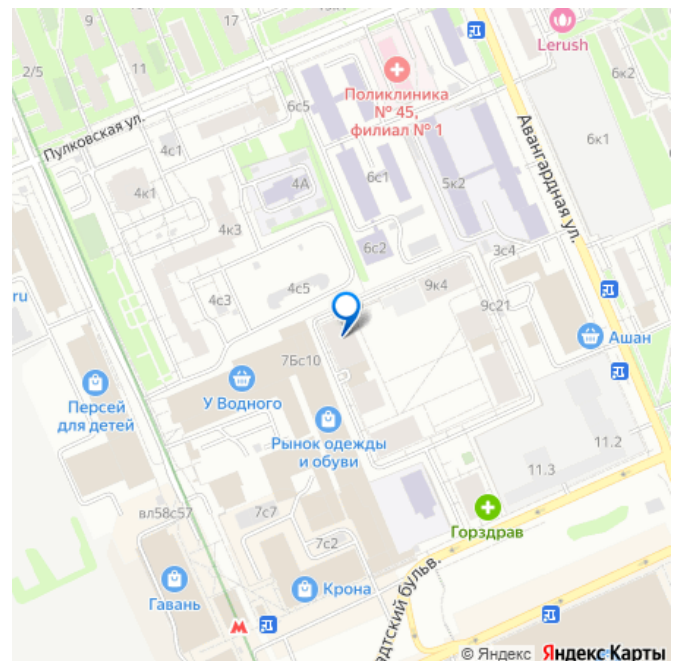 9
17
Lerush
2/5
11
6к2
Поликлиника
№ 45,
филиал № 1
6с5
Пулковская ул.
Авангардная ул.
6к1
4с1
4А
6с1
5к2
4к1
4к3
6с2
3с4
ru
4с3
4с5
9к4
9с21
Ашан
7Бс10
Персей
для детей
У Водного
Рынок одежды
и обуви
11.2
11.3
Горздрав
вл58с57
7с7
7с2
Гавань
Крона
дтский бульв.
М
© Яндекс Яндекс Карты